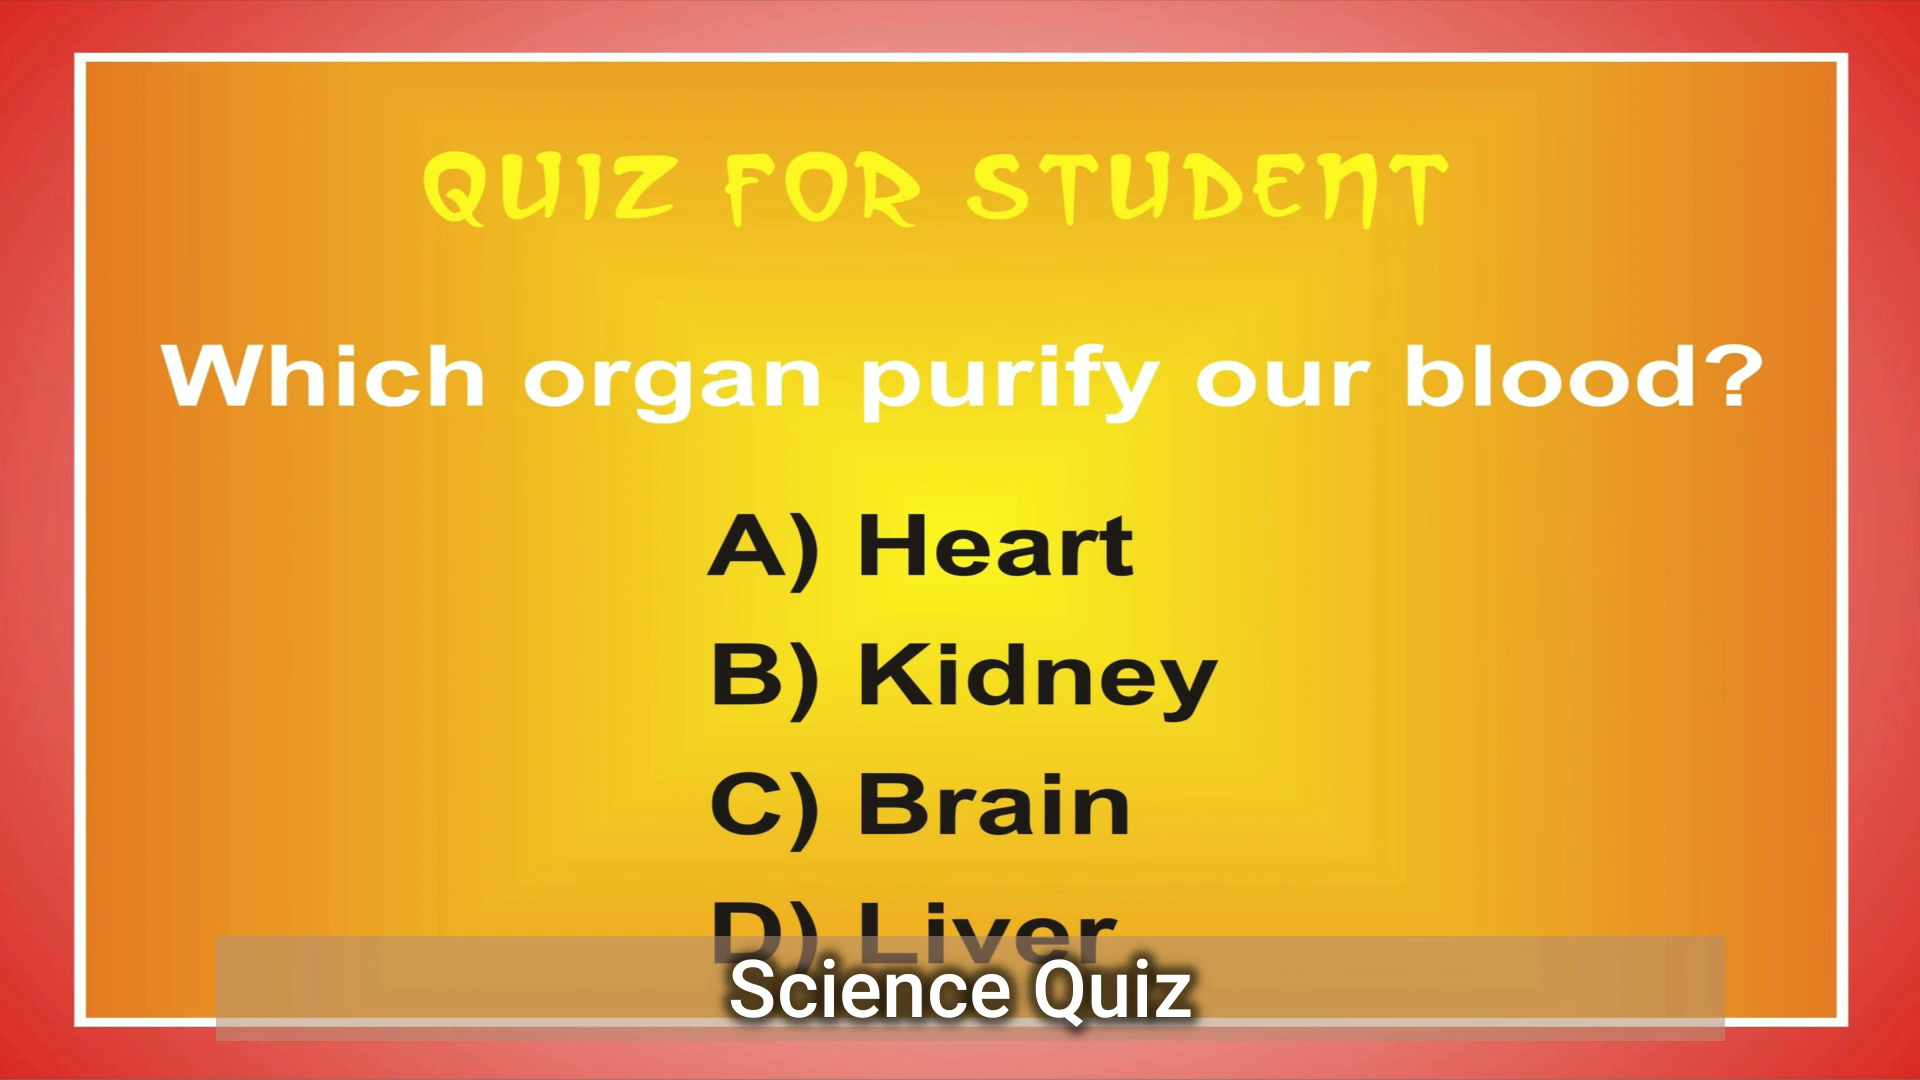 QUIZ FOR STUDENT
Which organ purify our blood?
A) Heart
B) Kidney
C) Brain
D) Liver
Science Quiz